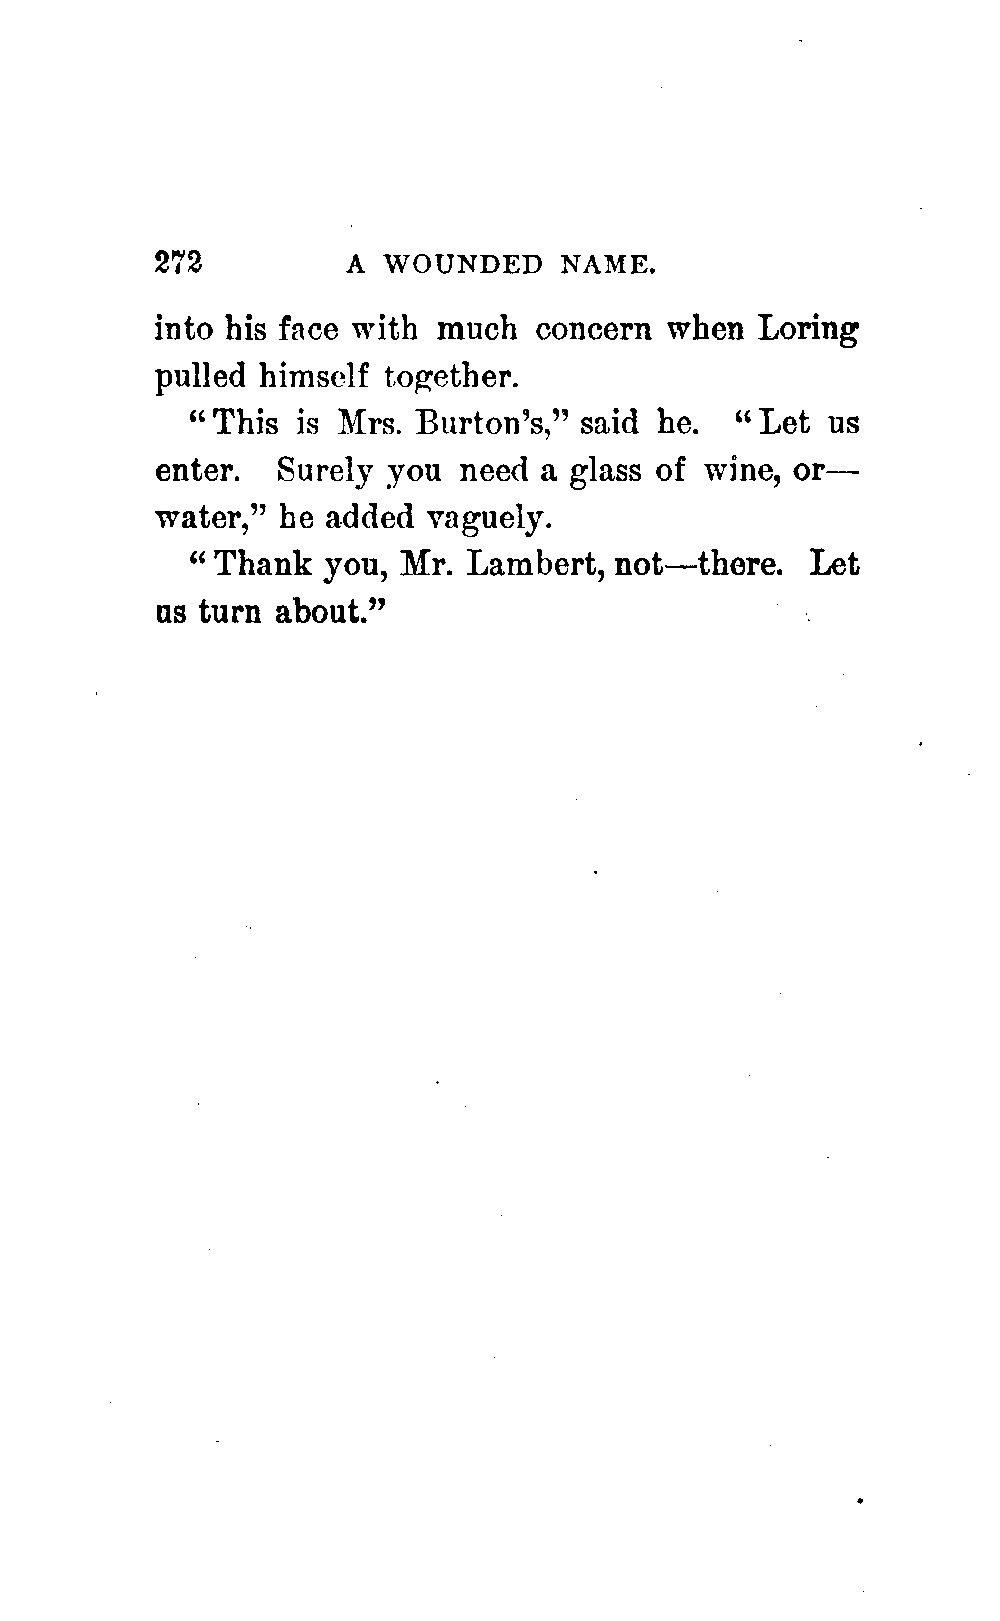 272 A WOUNDED NAME.
into his face with much concern when Loring
pulled himself together.
“This is Mrs. Burton’s,” said he. “Let us
enter. Surely you need a glass of wine, or—
water,” he added vaguely.
“Thank you, Mr. Lambert, not—there. Let
us turn about.”